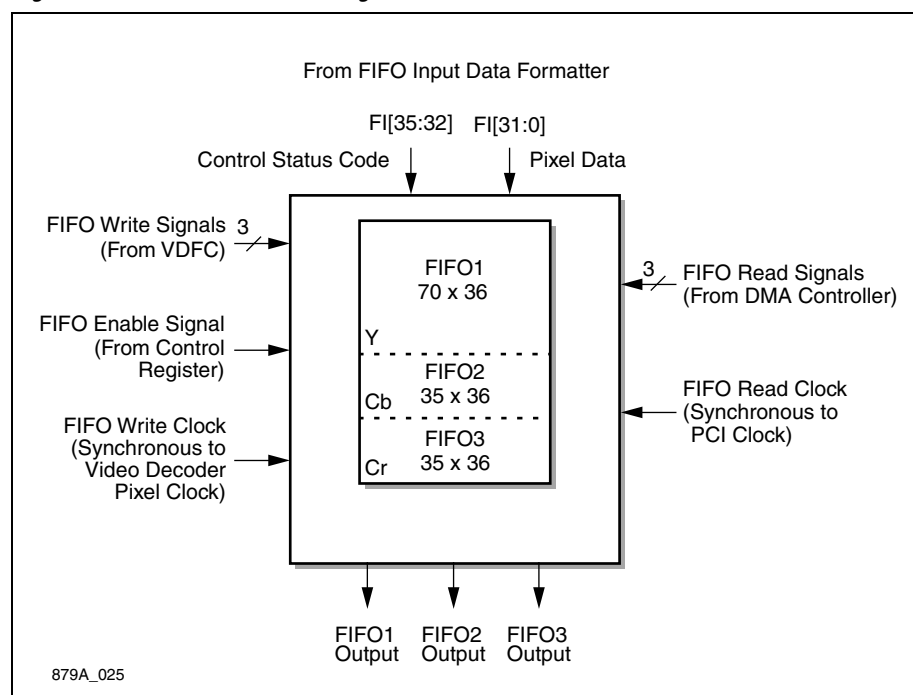 From FIFO Input Data Formatter
FI[35:32] FI[31:0]
Control Status Code Pixel Data
FIFO Write Signals
(From VDFC)
3
FIFO Enable Signal
(From Control
Register)
FIFO Write Clock
(Synchronous to
Video Decoder
Pixel Clock)
FIFO1
70 x 36
Y
FIFO2
35 x 36
Cb
FIFO3
35 x 36
Cr
3
FIFO Read Signals
(From DMA Controller)
FIFO Read Clock
(Synchronous to
PCI Clock)
FIFO1 FIFO2 FIFO3
Output Output Output
879A_025